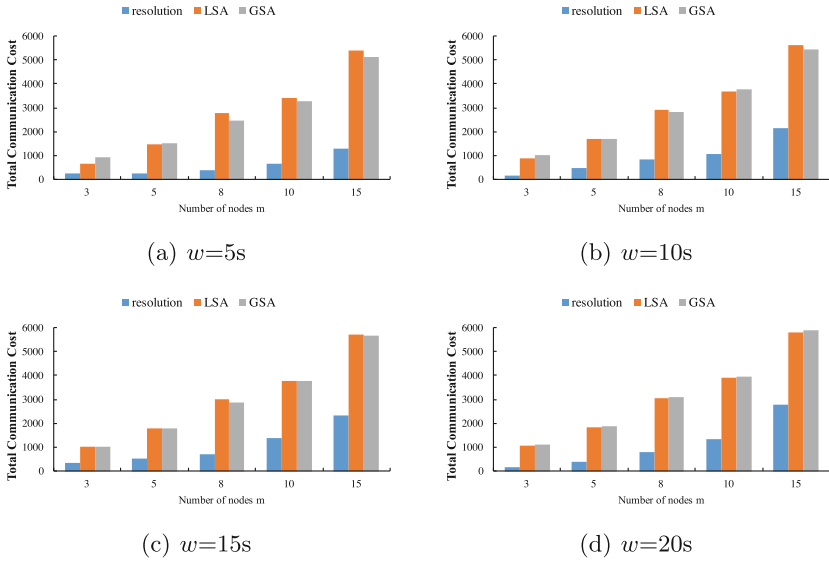 resolution LSA GSA
Total Communication Cost
6000
5000
4000
3000
2000
1000
0
3 5 8 10 15
Number of nodes m
(a) w=5s
resolution LSA GSA
Total Communication Cost
6000
5000
4000
3000
2000
1000
0
3 5 8 10 15
Number of nodes m
(b) w=10s
resolution LSA GSA
Total Communication Cost
6000
5000
4000
3000
2000
1000
0
3 5 8 10 15
Number of nodes m
(c) w=15s
resolution LSA GSA
Total Communication Cost
6000
5000
4000
3000
2000
1000
0
3 5 8 10 15
Number of nodes m
(d) w=20s